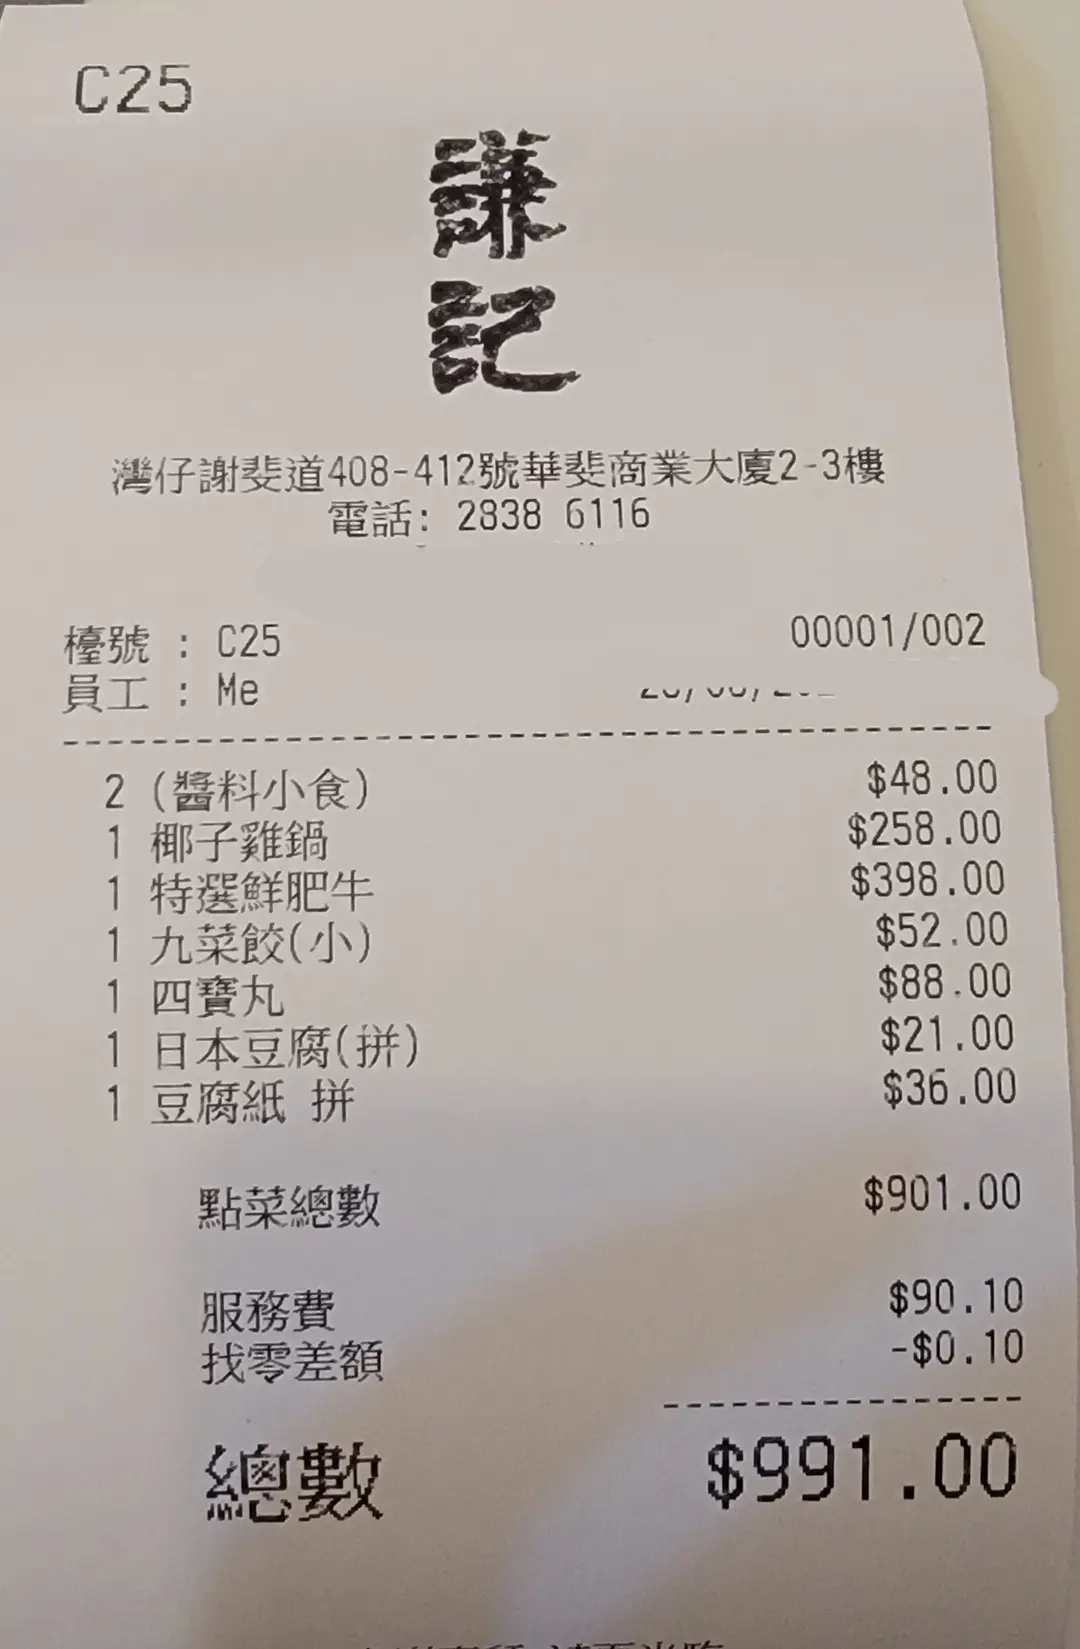 C25
謙
記
灣仔謝斐道408-412號華斐商業大廈2-3樓
電話: 2838 6116
檯號 : C25 00001/002
員工 : Me
2 (醬料小食) $48.00
1 椰子雞鍋 $258.00
1 特選鮮肥牛 $398.00
1 九菜餃(小) $52.00
1 四寶丸 $88.00
1 日本豆腐(拼) $21.00
1 豆腐紙 拼 $36.00
點菜總數 $901.00
服務費 $90.10
找零差額 -$0.10
總數 $991.00